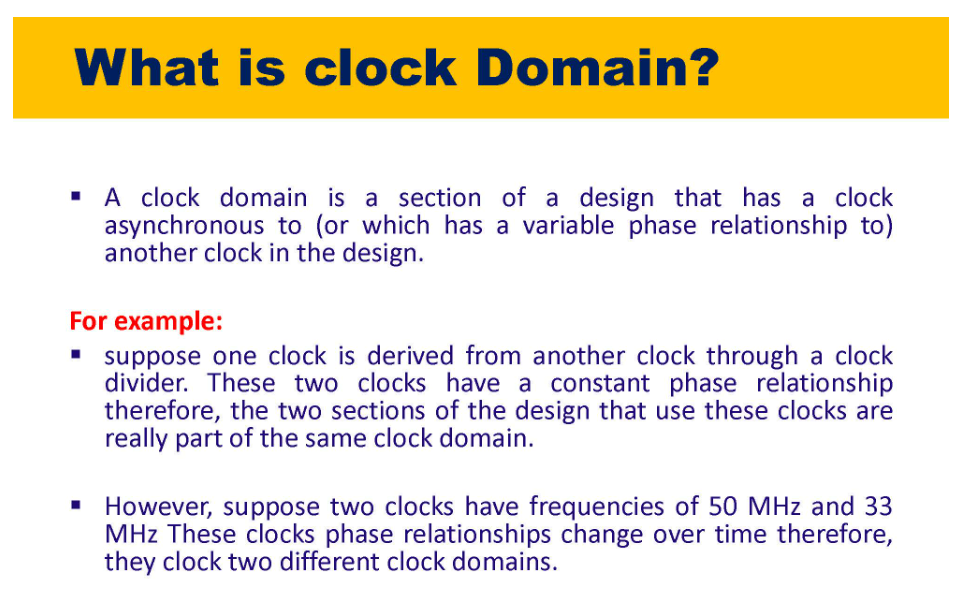 What is clock Domain?
▪ A clock domain is a section of a design that has a clock
asynchronous to (or which has a variable phase relationship to)
another clock in the design.
For example:
▪ suppose one clock is derived from another clock through a clock
divider. These two clocks have a constant phase relationship
therefore, the two sections of the design that use these clocks are
really part of the same clock domain.
▪ However, suppose two clocks have frequencies of 50 MHz and 33
MHz These clocks phase relationships change over time therefore,
they clock two different clock domains.